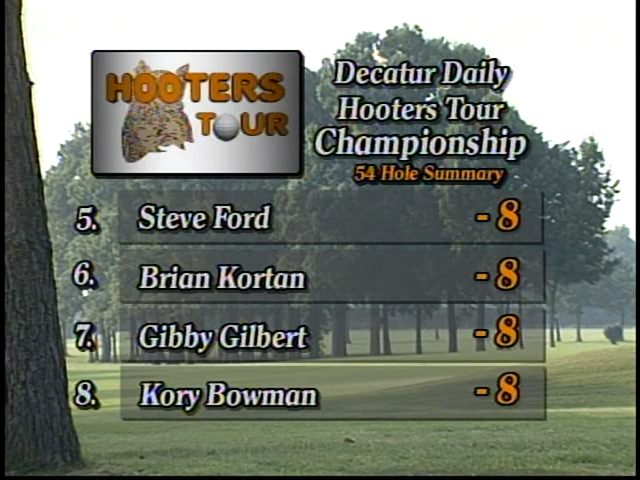 HOOTERS
TOUR
Decatur Daily
Hooters Tour
Championship
54 Hole Summary
5. Steve Ford -8
6. Brian Kortan -8
7. Gibby Gilbert -8
8. Kory Bowman -8